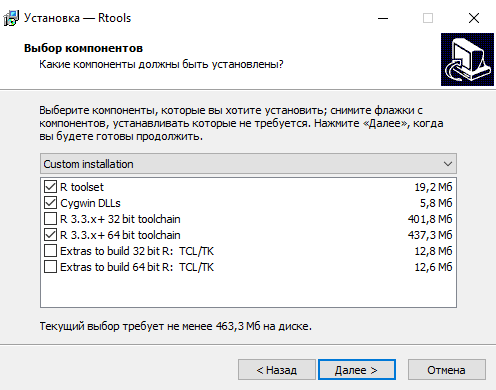 Установка — Rtools
Выбор компонентов
Какие компоненты должны быть установлены?
Выберите компоненты, которые вы хотите установить; снимите флажки с
компонентов, устанавливать которые не требуется. Нажмите «Далее», когда
вы будете готовы продолжить.
Custom installation
R toolset 19,2 Мб
Cygwin DLLs 5,8 Мб
R 3.3.x+ 32 bit toolchain 401,8 Мб
R 3.3.x+ 64 bit toolchain 437,3 Мб
Extras to build 32 bit R: TCL/TK 12,8 Мб
Extras to build 64 bit R: TCL/TK 12,6 Мб
Текущий выбор требует не менее 463,3 Мб на диске.
< Назад Далее > Отмена